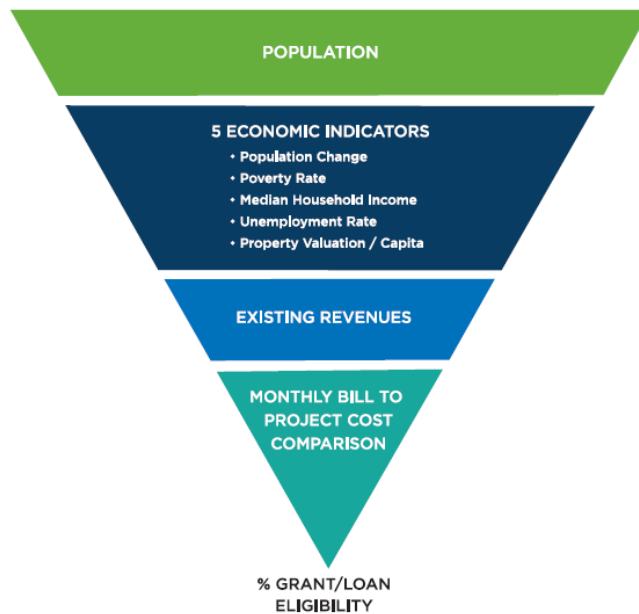 POPULATION
5 ECONOMIC INDICATORS
• Population Change
• Poverty Rate
• Median Household Income
• Unemployment Rate
• Property Valuation / Capita
EXISTING REVENUES
MONTHLY BILL TO
PROJECT COST
COMPARISON
% GRANT/LOAN
ELIGIBILITY